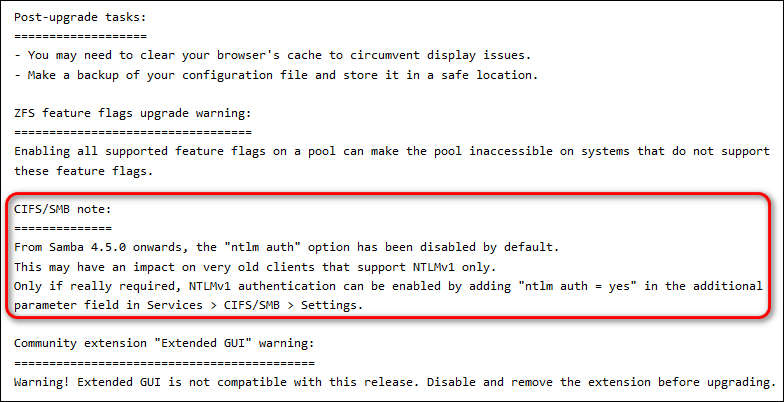 Post-upgrade tasks:
===================
- You may need to clear your browser's cache to circumvent display issues.
- Make a backup of your configuration file and store it in a safe location.
ZFS feature flags upgrade warning:
==================================
Enabling all supported feature flags on a pool can make the pool inaccessible on systems that do not support
these feature flags.
CIFS/SMB note:
==============
From Samba 4.5.0 onwards, the "ntlm auth" option has been disabled by default.
This may have an impact on very old clients that support NTLMv1 only.
Only if really required, NTLMv1 authentication can be enabled by adding "ntlm auth = yes" in the additional
parameter field in Services > CIFS/SMB > Settings.
Community extension "Extended GUI" warning:
===========================================
Warning! Extended GUI is not compatible with this release. Disable and remove the extension before upgrading.